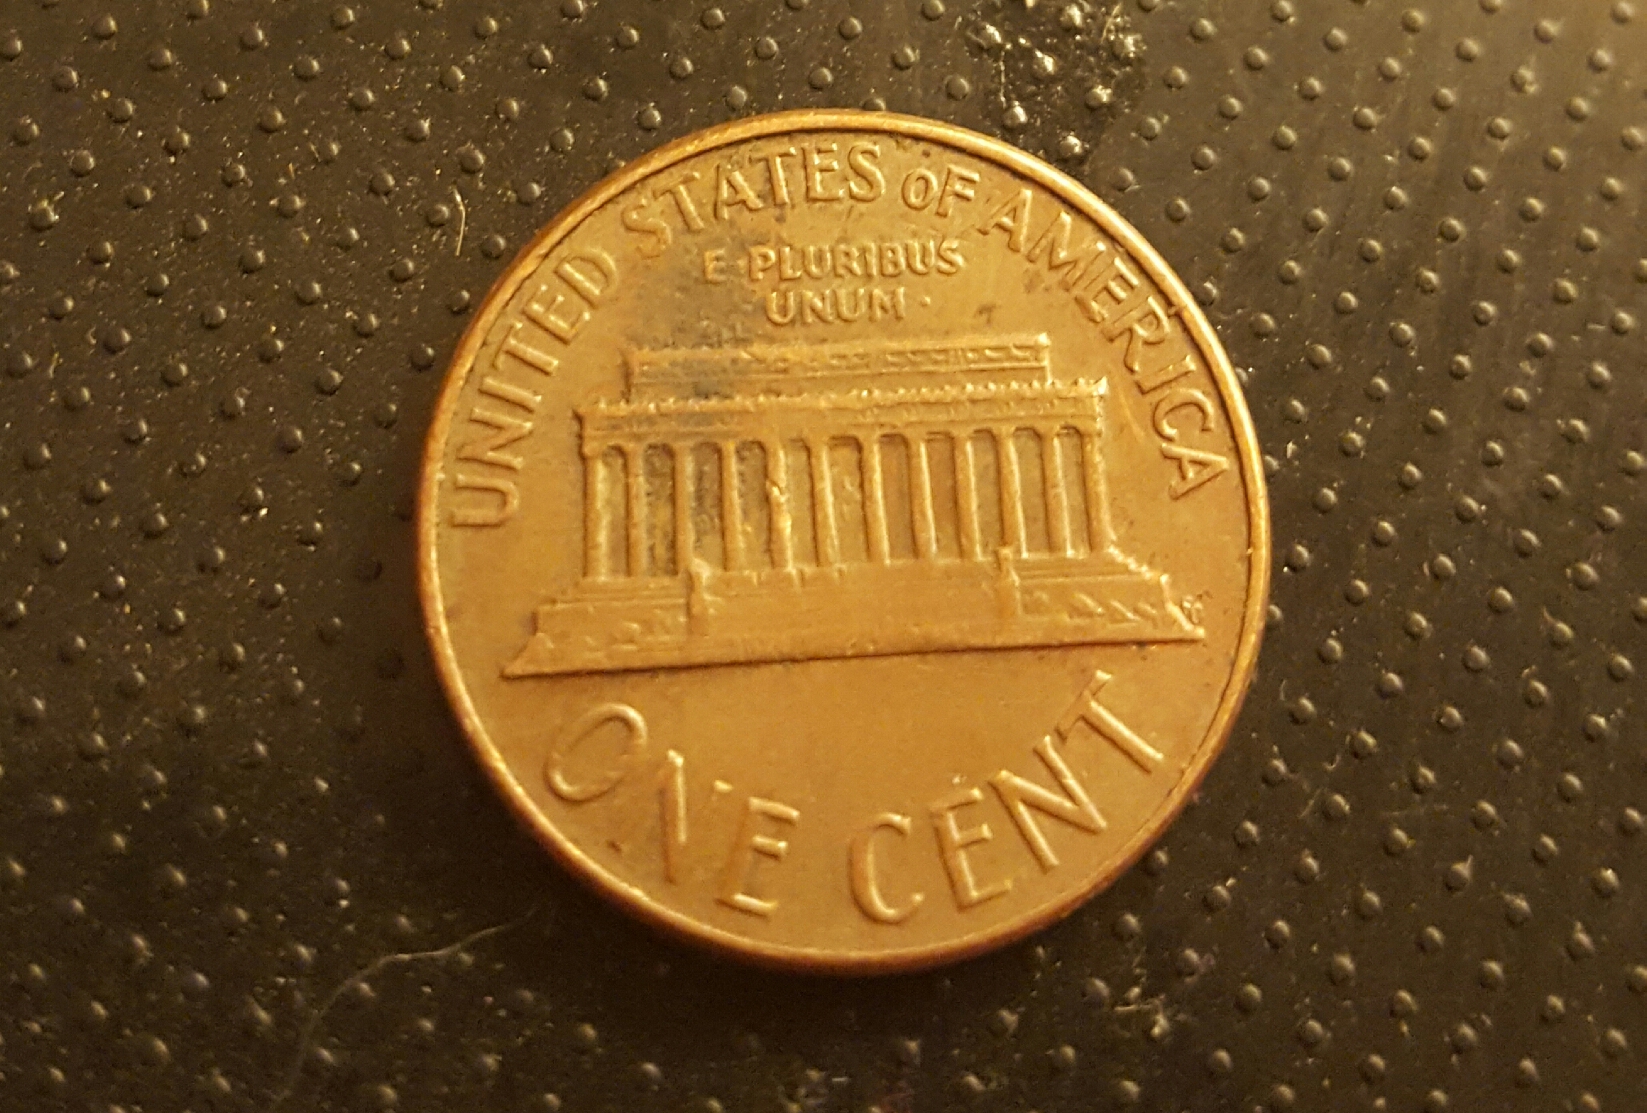 UNITED STATES OF AMERICA
E PLURIBUS
UNUM
ONE CENT